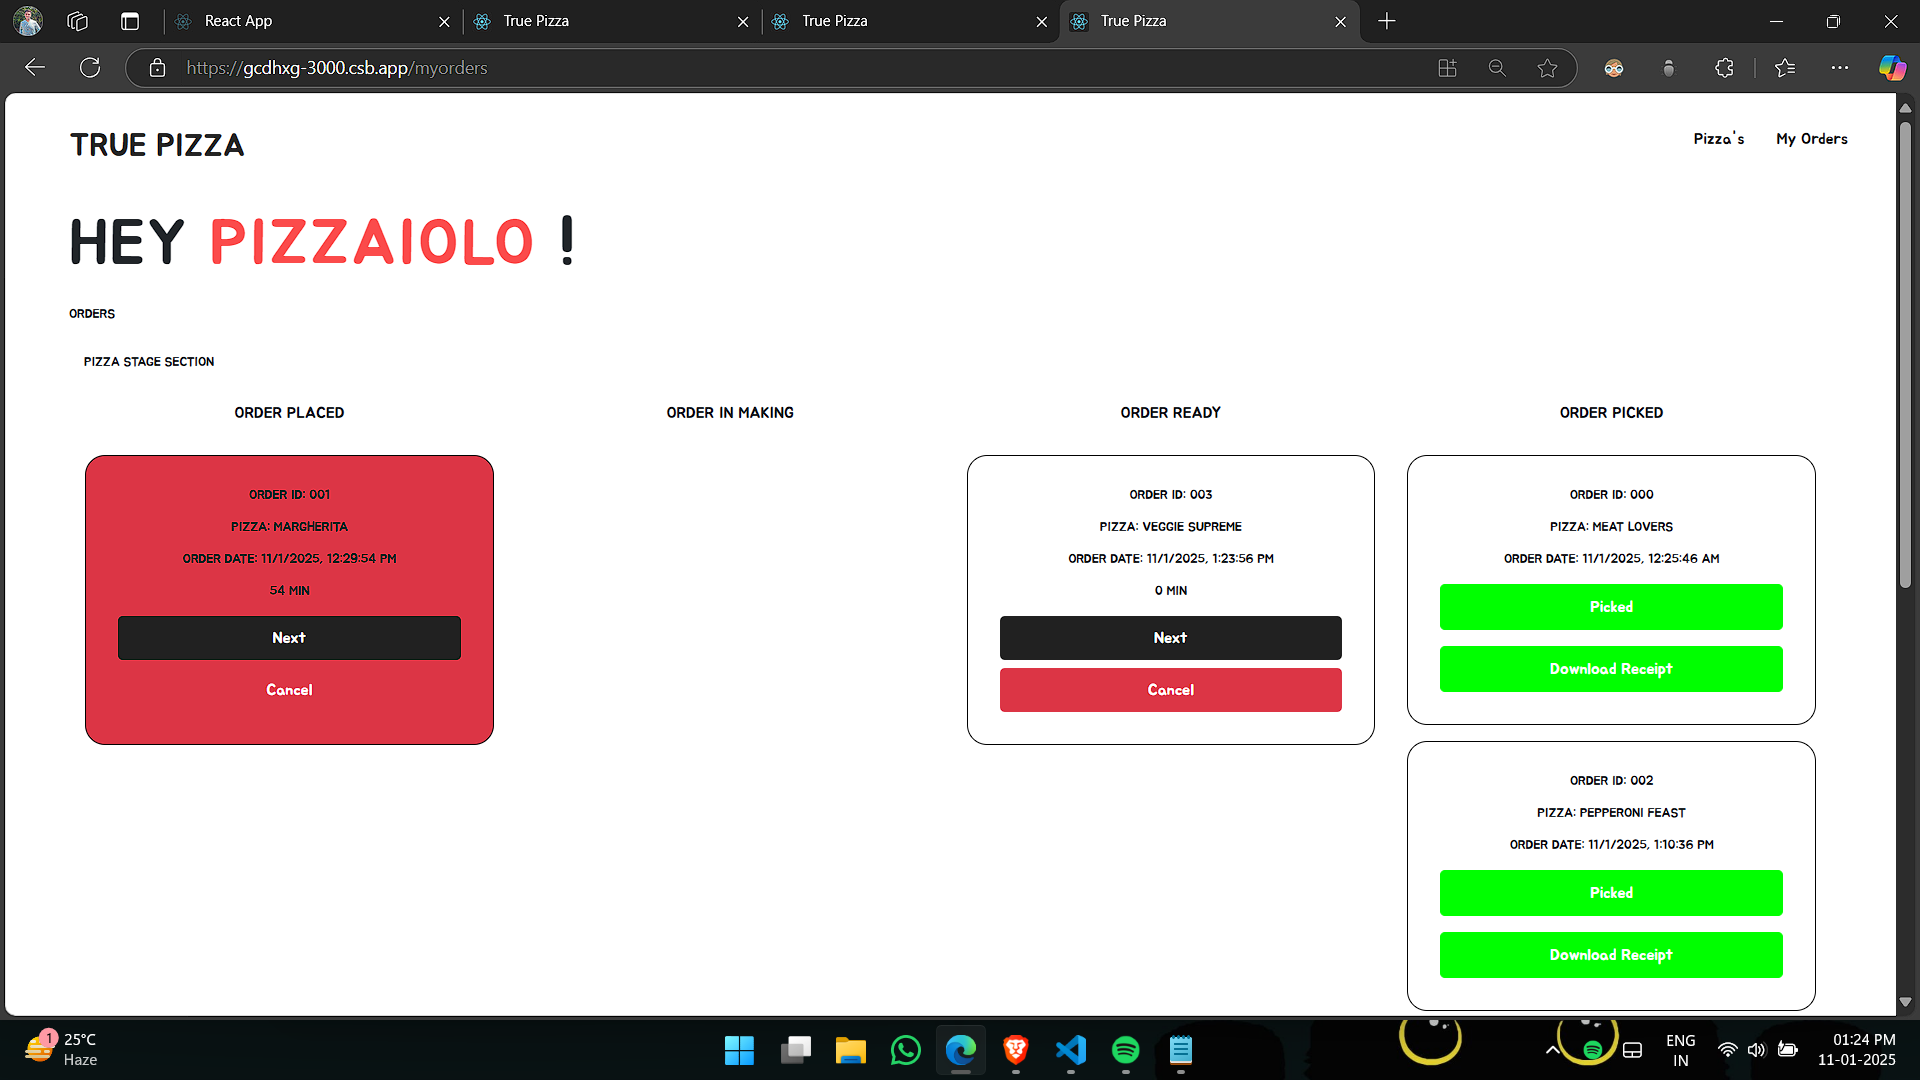 React App
True Pizza
True Pizza
True Pizza
https://gcdhxg-3000.csb.app/myorders
TRUE PIZZA
Pizza's
My Orders
HEY PIZZAIOLO !
ORDERS
PIZZA STAGE SECTION
ORDER PLACED
ORDER ID: 001
PIZZA: MARGHERITA
ORDER DATE: 11/1/2025, 12:29:54 PM
54 MIN
Next
Cancel
ORDER IN MAKING
ORDER READY
ORDER ID: 003
PIZZA: VEGGIE SUPREME
ORDER DATE: 11/1/2025, 1:23:56 PM
0 MIN
Next
Cancel
ORDER PICKED
ORDER ID: 000
PIZZA: MEAT LOVERS
ORDER DATE: 11/1/2025, 12:25:46 AM
Picked
Download Receipt
ORDER ID: 002
PIZZA: PEPPERONI FEAST
ORDER DATE: 11/1/2025, 1:10:36 PM
Picked
Download Receipt
1
25°C
Haze
ENG
IN
01:24 PM
11-01-2025